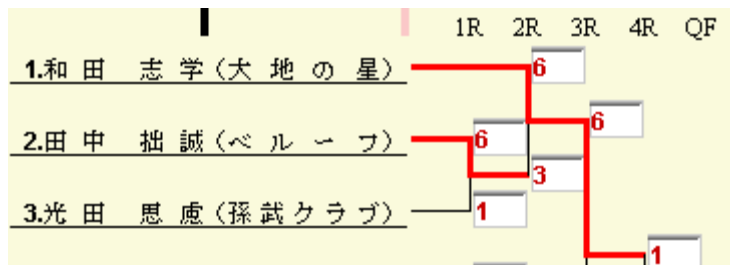 1R 2R 3R 4R QF
1.和田 志学(大地の星) 6
6
2.田中 拙誠(ベルーフ) 6
3
3.光田 思慮(孫武クラブ) 1
1